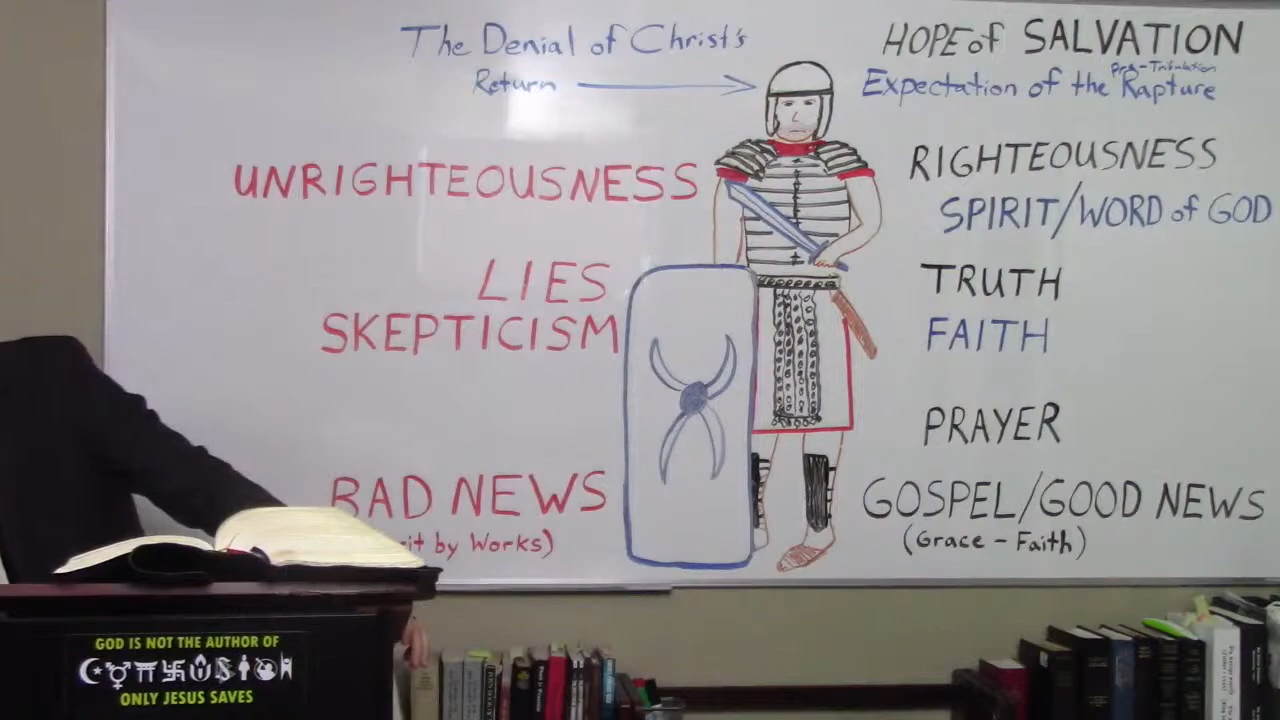 The Denial of Christ's
Return
HOPE of SALVATION
Pre-Tribulation
Expectation of the Rapture
UNRIGHTEOUSNESS
RIGHTEOUSNESS
SPIRIT/WORD of GOD
LIES
TRUTH
SKEPTICISM
FAITH
PRAYER
BAD NEWS
by Works)
GOSPEL/GOOD NEWS
(Grace - Faith)
GOD IS NOT THE AUTHOR OF
ONLY JESUS SAVES